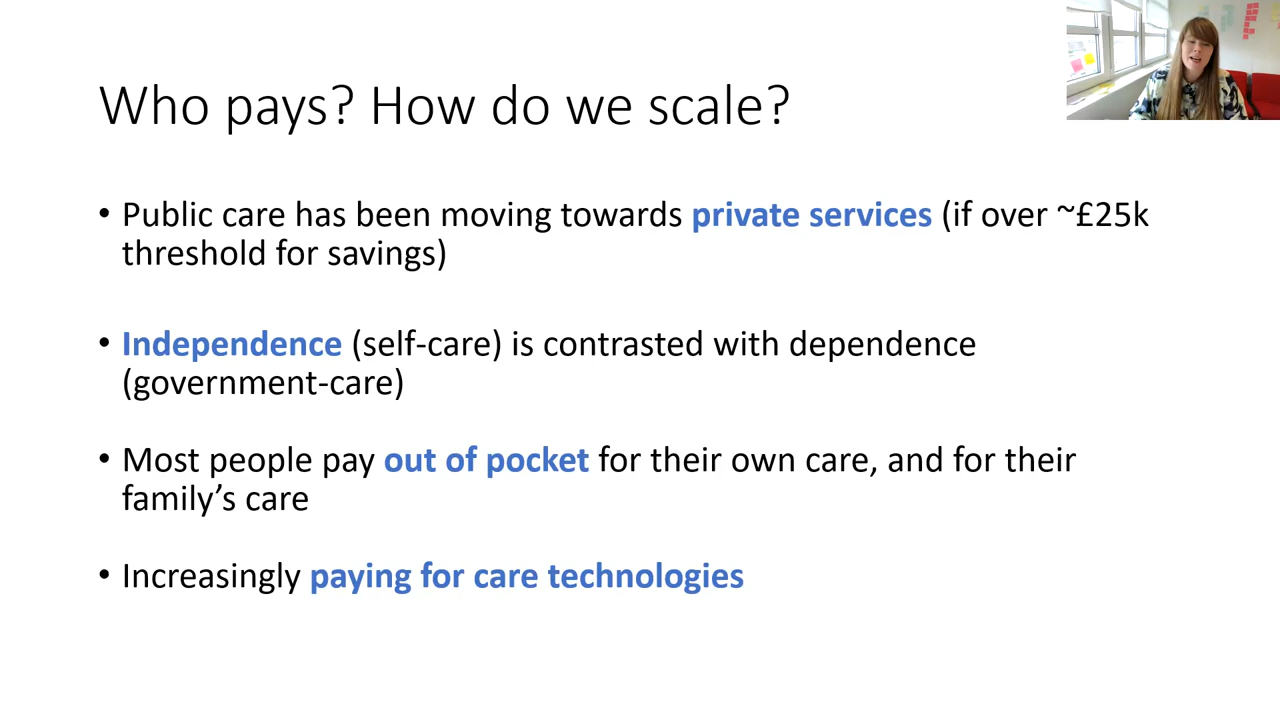 Who pays? How do we scale?
• Public care has been moving towards private services (if over ~£25k
threshold for savings)
• Independence (self-care) is contrasted with dependence
(government-care)
• Most people pay out of pocket for their own care, and for their
family’s care
• Increasingly paying for care technologies